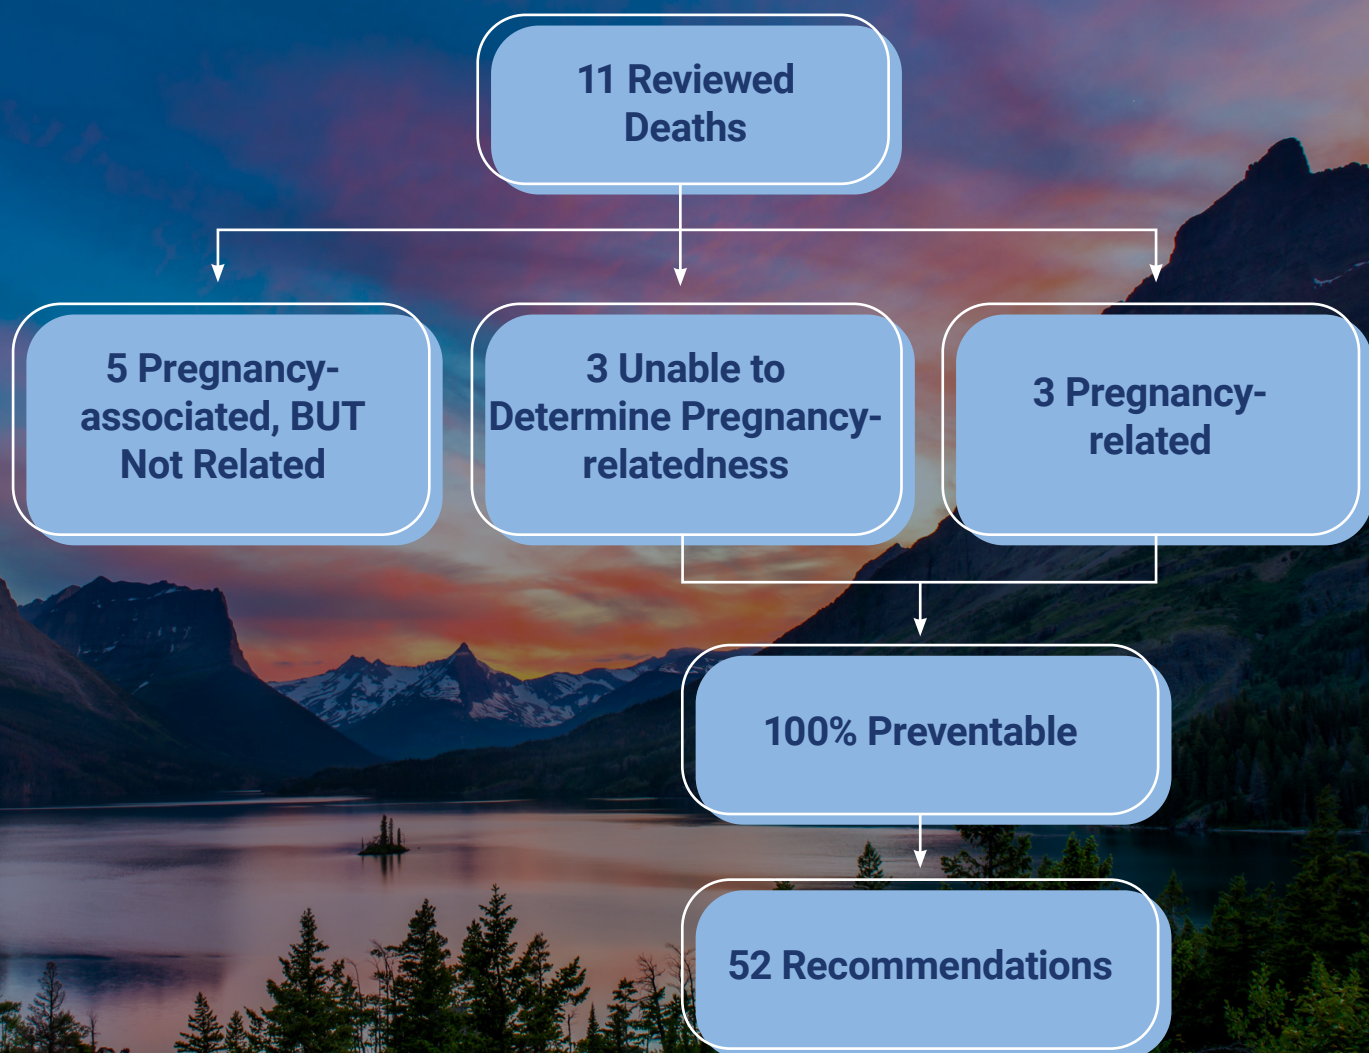 11 Reviewed
Deaths
5 Pregnancy-
associated, BUT
Not Related
3 Unable to
Determine Pregnancy-
relatedness
3 Pregnancy-
related
100% Preventable
52 Recommendations